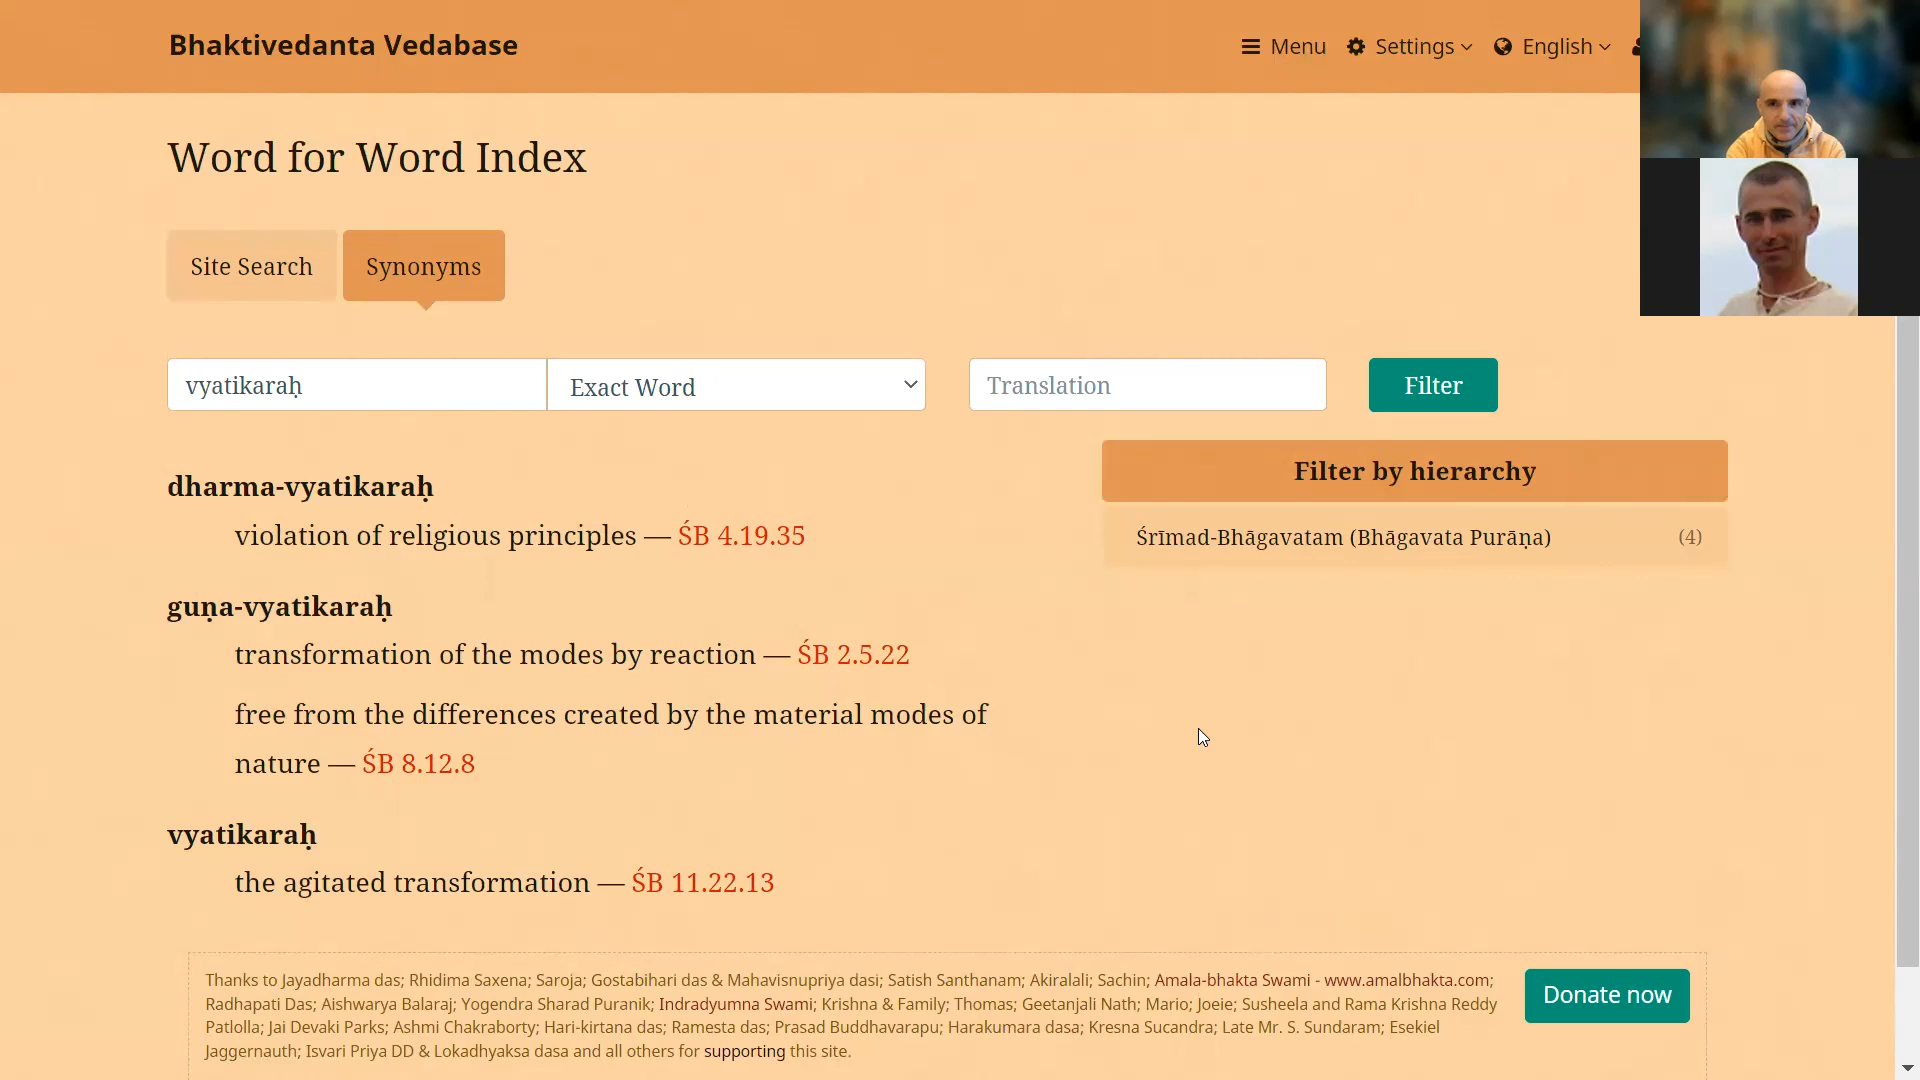 Bhaktivedanta Vedabase
Menu
Settings
English
Word for Word Index
Site Search
Synonyms
vyatikaraḥ
Exact Word
Translation
Filter
Filter by hierarchy
Śrīmad-Bhāgavatam (Bhāgavata Purāṇa) (4)
dharma-vyatikaraḥ
violation of religious principles — ŚB 4.19.35
guṇa-vyatikaraḥ
transformation of the modes by reaction — ŚB 2.5.22
free from the differences created by the material modes of
nature — ŚB 8.12.8
vyatikaraḥ
the agitated transformation — ŚB 11.22.13
Thanks to Jayadharma das; Rhidima Saxena; Saroja; Gostabihari das & Mahavisnupriya dasi; Satish Santhanam; Akiralali; Sachin; Amala-bhakta Swami - www.amalbhakta.com;
Radhapati Das; Aishwarya Balaraj; Yogendra Sharad Puranik; Indradyumna Swami; Krishna & Family; Thomas; Geetanjali Nath; Mario; Joeie; Susheela and Rama Krishna Reddy
Patlolla; Jai Devaki Parks; Ashmi Chakraborty; Hari-kirtana das; Ramesta das; Prasad Buddhavarapu; Harakumara dasa; Kresna Sucandra; Late Mr. S. Sundaram; Esekiel
Jaggernauth; Isvari Priya DD & Lokadhyaksa dasa and all others for supporting this site.
Donate now